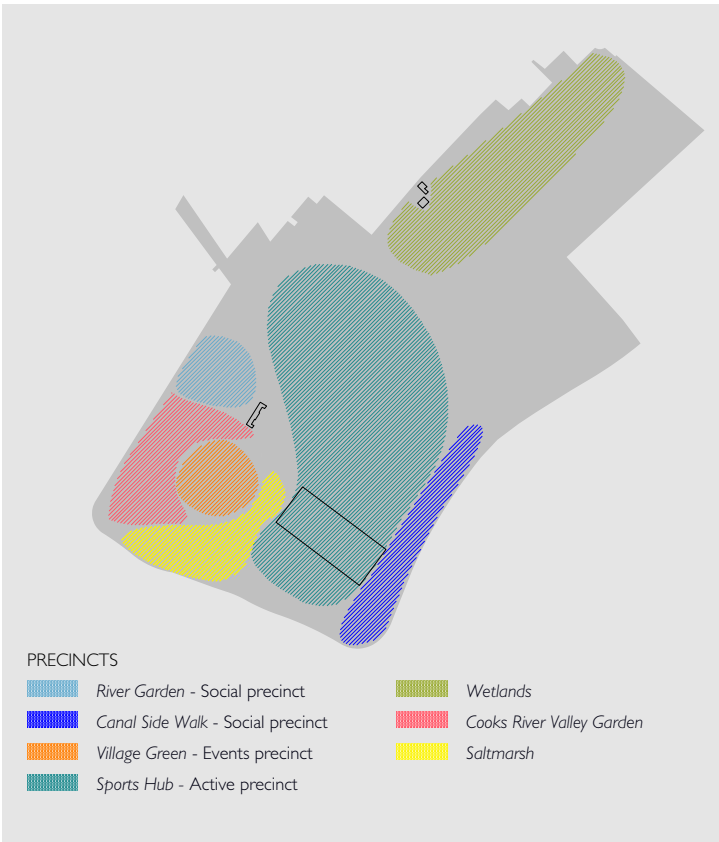 PRECINCTS
River Garden - Social precinct
Canal Side Walk - Social precinct
Village Green - Events precinct
Sports Hub - Active precinct
Wetlands
Cooks River Valley Garden
Saltmarsh